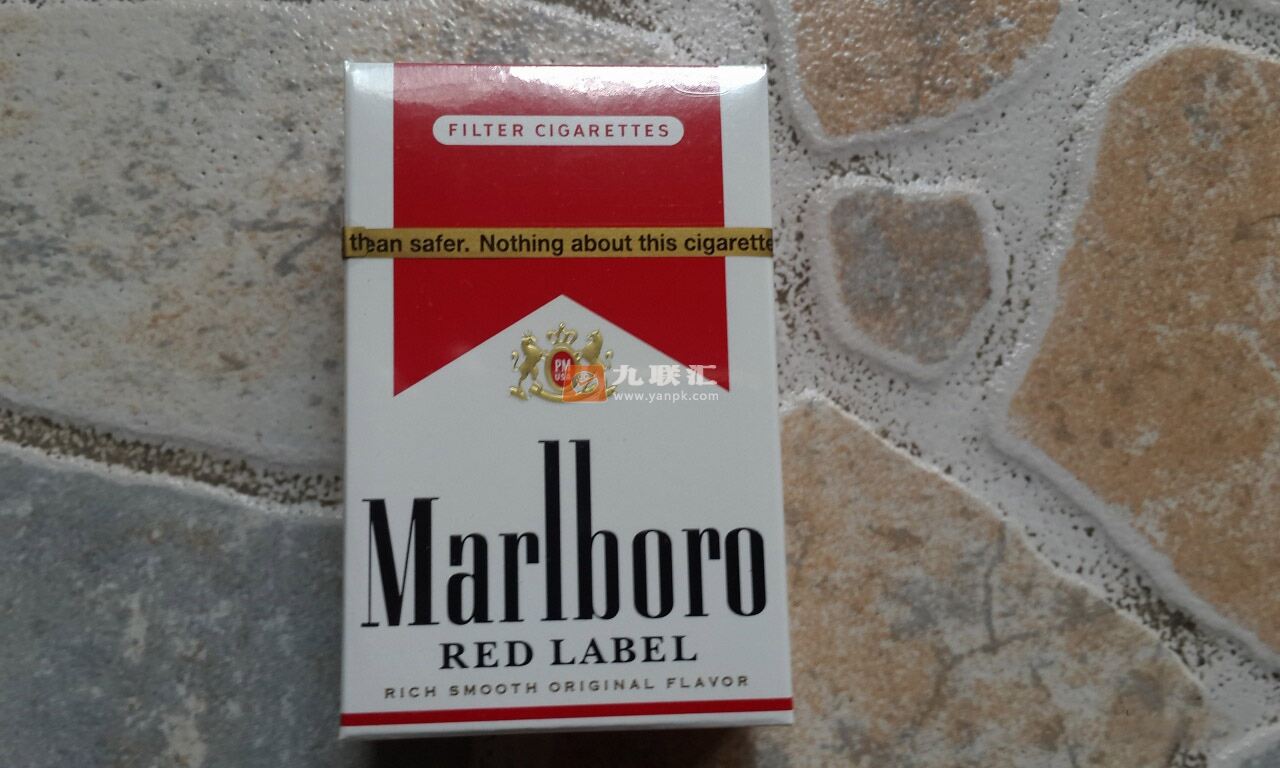 FILTER CIGARETTES
than safer. Nothing about this cigarette
PM
USA
九联汇
www.yanpk.com
Marlboro
RED LABEL
RICH SMOOTH ORIGINAL FLAVOR